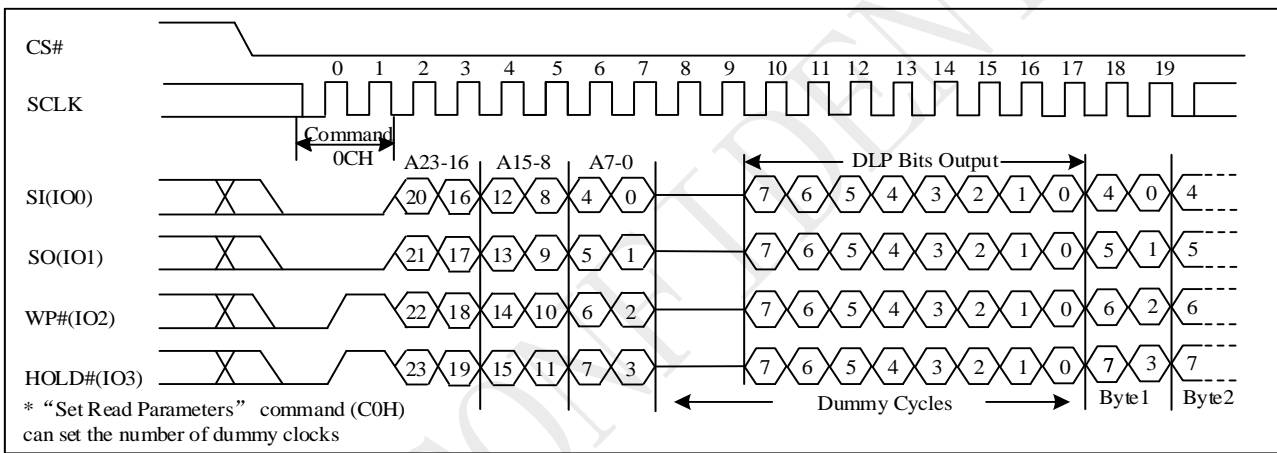 CS#
0 1 2 3 4 5 6 7 8 9 10 11 12 13 14 15 16 17 18 19
SCLK
Command
0CH
A23-16 A15-8 A7-0 DLP Bits Output
SI(IO0) 20 16 12 8 4 0 7 6 5 4 3 2 1 0 4 0 4
SO(IO1) 21 17 13 9 5 1 7 6 5 4 3 2 1 0 5 1 5
WP#(IO2) 22 18 14 10 6 2 7 6 5 4 3 2 1 0 6 2 6
HOLD#(IO3) 23 19 15 11 7 3 7 6 5 4 3 2 1 0 7 3 7
Dummy Cycles Byte1 Byte2
* “Set Read Parameters” command (C0H)
can set the number of dummy clocks
CONFIDENT